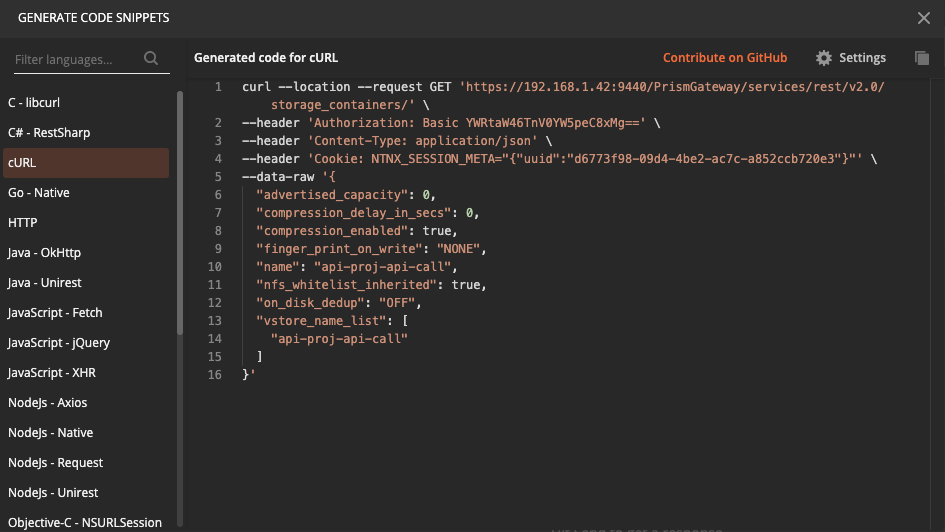 GENERATE CODE SNIPPETS
Filter languages...
Generated code for cURL
Contribute on GitHub
Settings
C - libcurl
C# - RestSharp
cURL
Go - Native
HTTP
Java - OkHttp
Java - Unirest
JavaScript - Fetch
JavaScript - jQuery
JavaScript - XHR
NodeJs - Axios
NodeJs - Native
NodeJs - Request
NodeJs - Unirest
Objective-C - NSURLSession
1 curl --location --request GET 'https://192.168.1.42:9440/PrismGateway/services/rest/v2.0/
storage_containers/' \
2 --header 'Authorization: Basic YWRtaW46TnV0YW5peC8xMg==' \
3 --header 'Content-Type: application/json' \
4 --header 'Cookie: NTNX_SESSION_META="{"uuid":"d6773f98-09d4-4be2-ac7c-a852ccb720e3"}"' \
5 --data-raw '{
6 "advertised_capacity": 0,
7 "compression_delay_in_secs": 0,
8 "compression_enabled": true,
9 "finger_print_on_write": "NONE",
10 "name": "api-proj-api-call",
11 "nfs_whitelist_inherited": true,
12 "on_disk_dedup": "OFF",
13 "vstore_name_list": [
14 "api-proj-api-call"
15 ]
16 }'